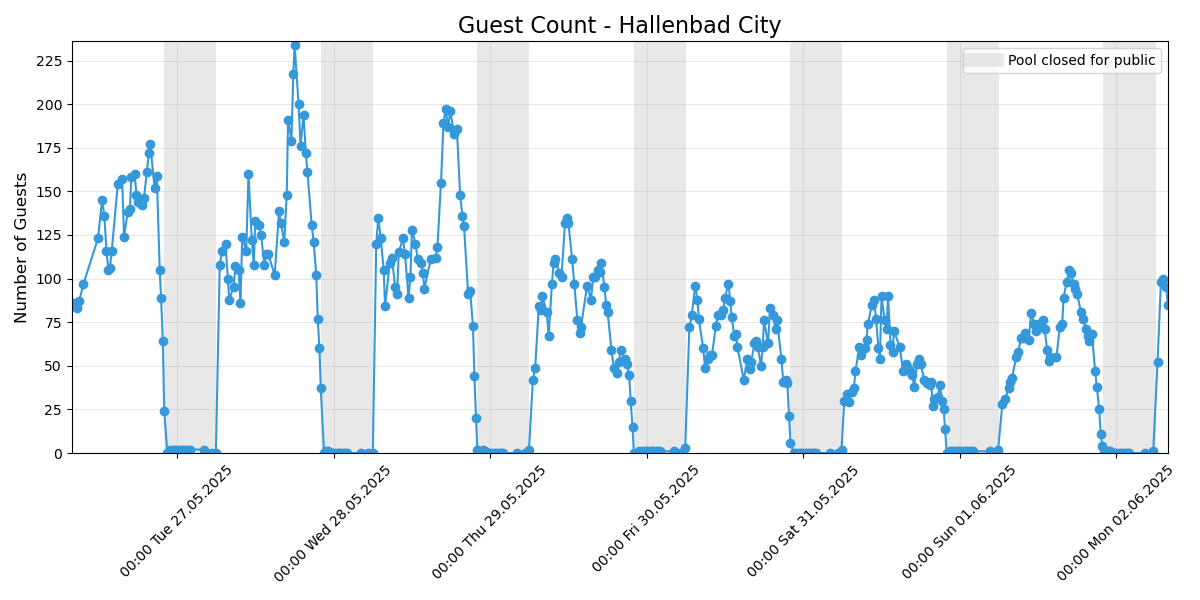 Guest Count - Hallenbad City
Pool closed for public
Number of Guests
225
200
175
150
125
100
75
50
25
0
00:00 Tue 27.05.2025
00:00 Wed 28.05.2025
00:00 Thu 29.05.2025
00:00 Fri 30.05.2025
00:00 Sat 31.05.2025
00:00 Sun 01.06.2025
00:00 Mon 02.06.2025